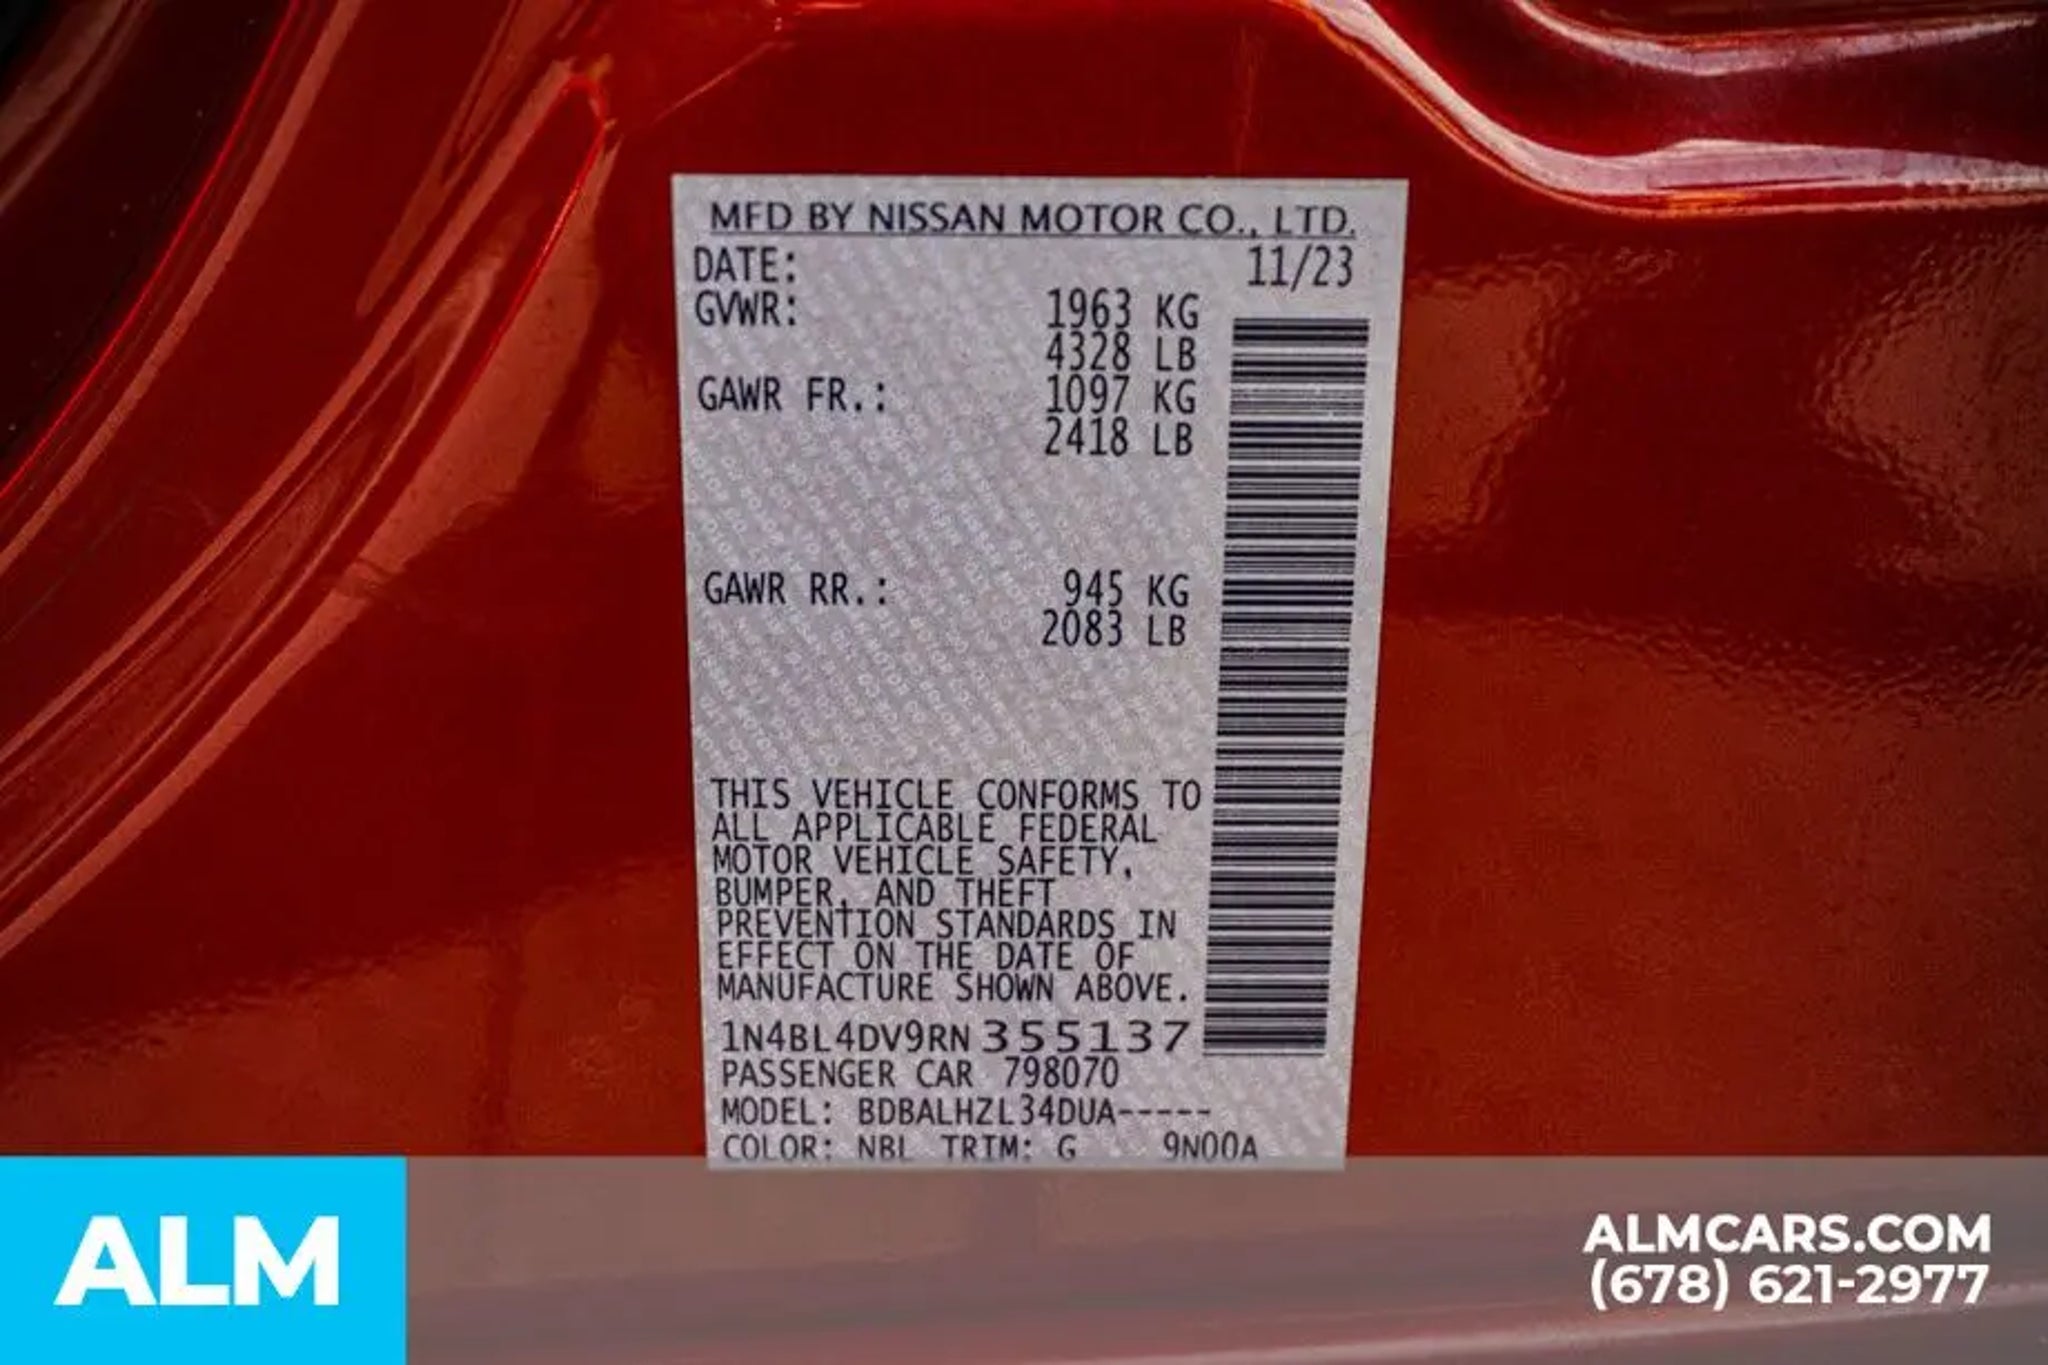 MFD BY NISSAN MOTOR CO., LTD.
DATE: 11/23
GVWR: 1963 KG
4328 LB
GAWR FR.: 1097 KG
2418 LB
GAWR RR.: 945 KG
2083 LB
THIS VEHICLE CONFORMS TO
ALL APPLICABLE FEDERAL
MOTOR VEHICLE SAFETY,
BUMPER, AND THEFT
PREVENTION STANDARDS IN
EFFECT ON THE DATE OF
MANUFACTURE SHOWN ABOVE.
1N4BL4DV9RN 355137
PASSENGER CAR 798070
MODEL: BDBALHZL34DUA-----
COLOR: NBL TRIM: G 9N00A
ALM
ALMCARS.COM
(678) 621-2977